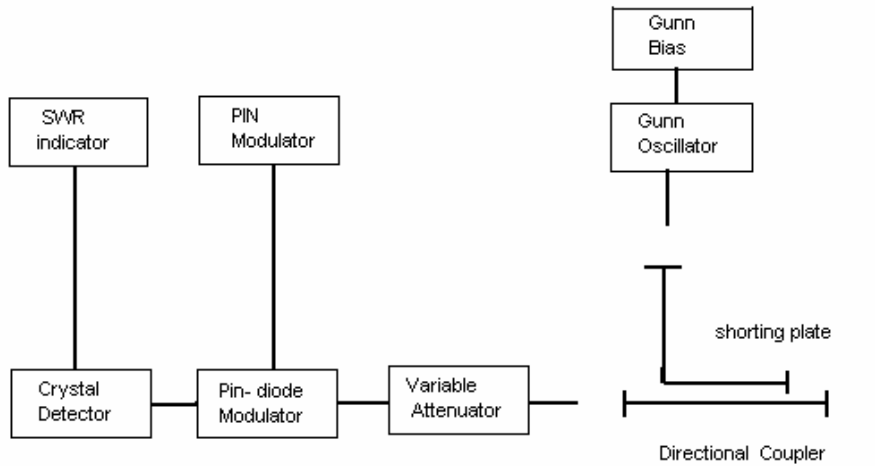 Gunn
Bias
SWR
indicator
PIN
Modulator
Gunn
Oscillator
shorting plate
Crystal
Detector
Pin- diode
Modulator
Variable
Attenuator
Directional Coupler